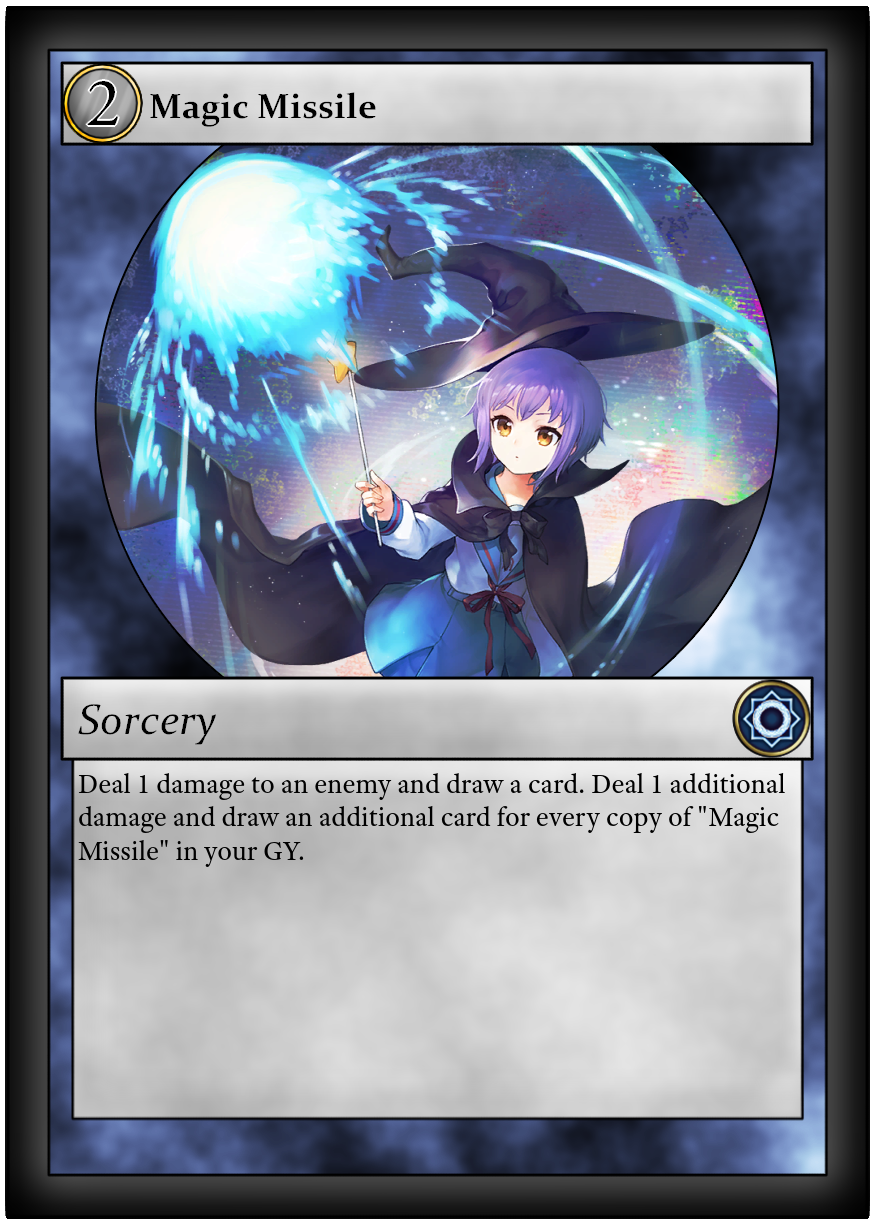 2
Magic Missile
Sorcery
Deal 1 damage to an enemy and draw a card. Deal 1 additional
damage and draw an additional card for every copy of "Magic
Missile" in your GY.